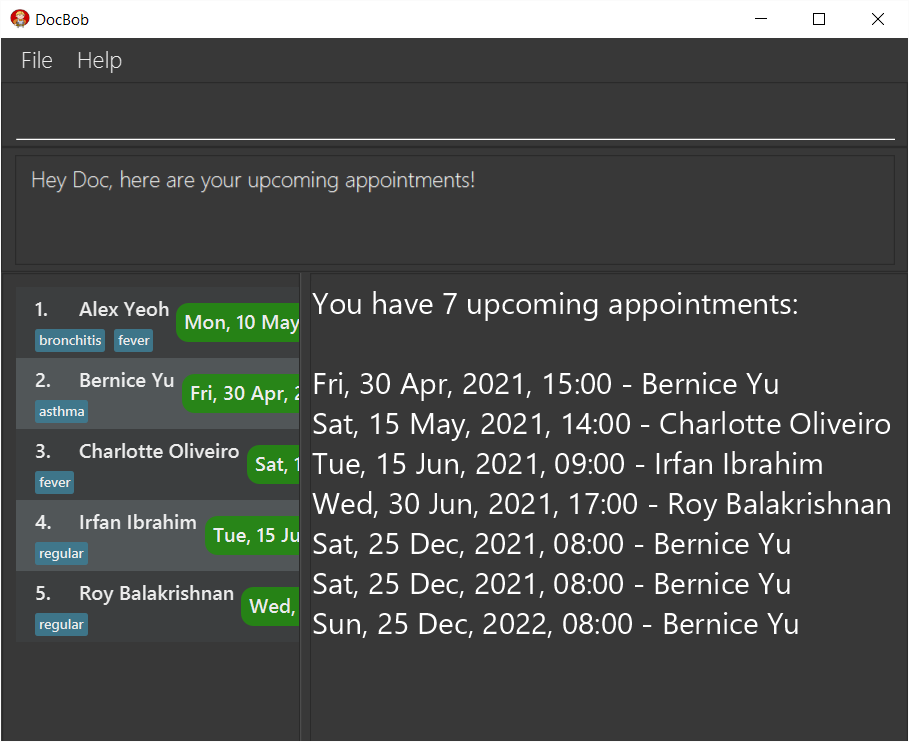 DocBob
File Help
Hey Doc, here are your upcoming appointments!
1. Alex Yeoh Mon, 10 May
bronchitis fever
2. Bernice Yu Fri, 30 Apr,
asthma
3. Charlotte Oliveiro Sat,
fever
4. Irfan Ibrahim Tue, 15
regular
5. Roy Balakrishnan Wed,
regular
You have 7 upcoming appointments:
Fri, 30 Apr, 2021, 15:00 - Bernice Yu
Sat, 15 May, 2021, 14:00 - Charlotte Oliveiro
Tue, 15 Jun, 2021, 09:00 - Irfan Ibrahim
Wed, 30 Jun, 2021, 17:00 - Roy Balakrishnan
Sat, 25 Dec, 2021, 08:00 - Bernice Yu
Sat, 25 Dec, 2021, 08:00 - Bernice Yu
Sun, 25 Dec, 2022, 08:00 - Bernice Yu